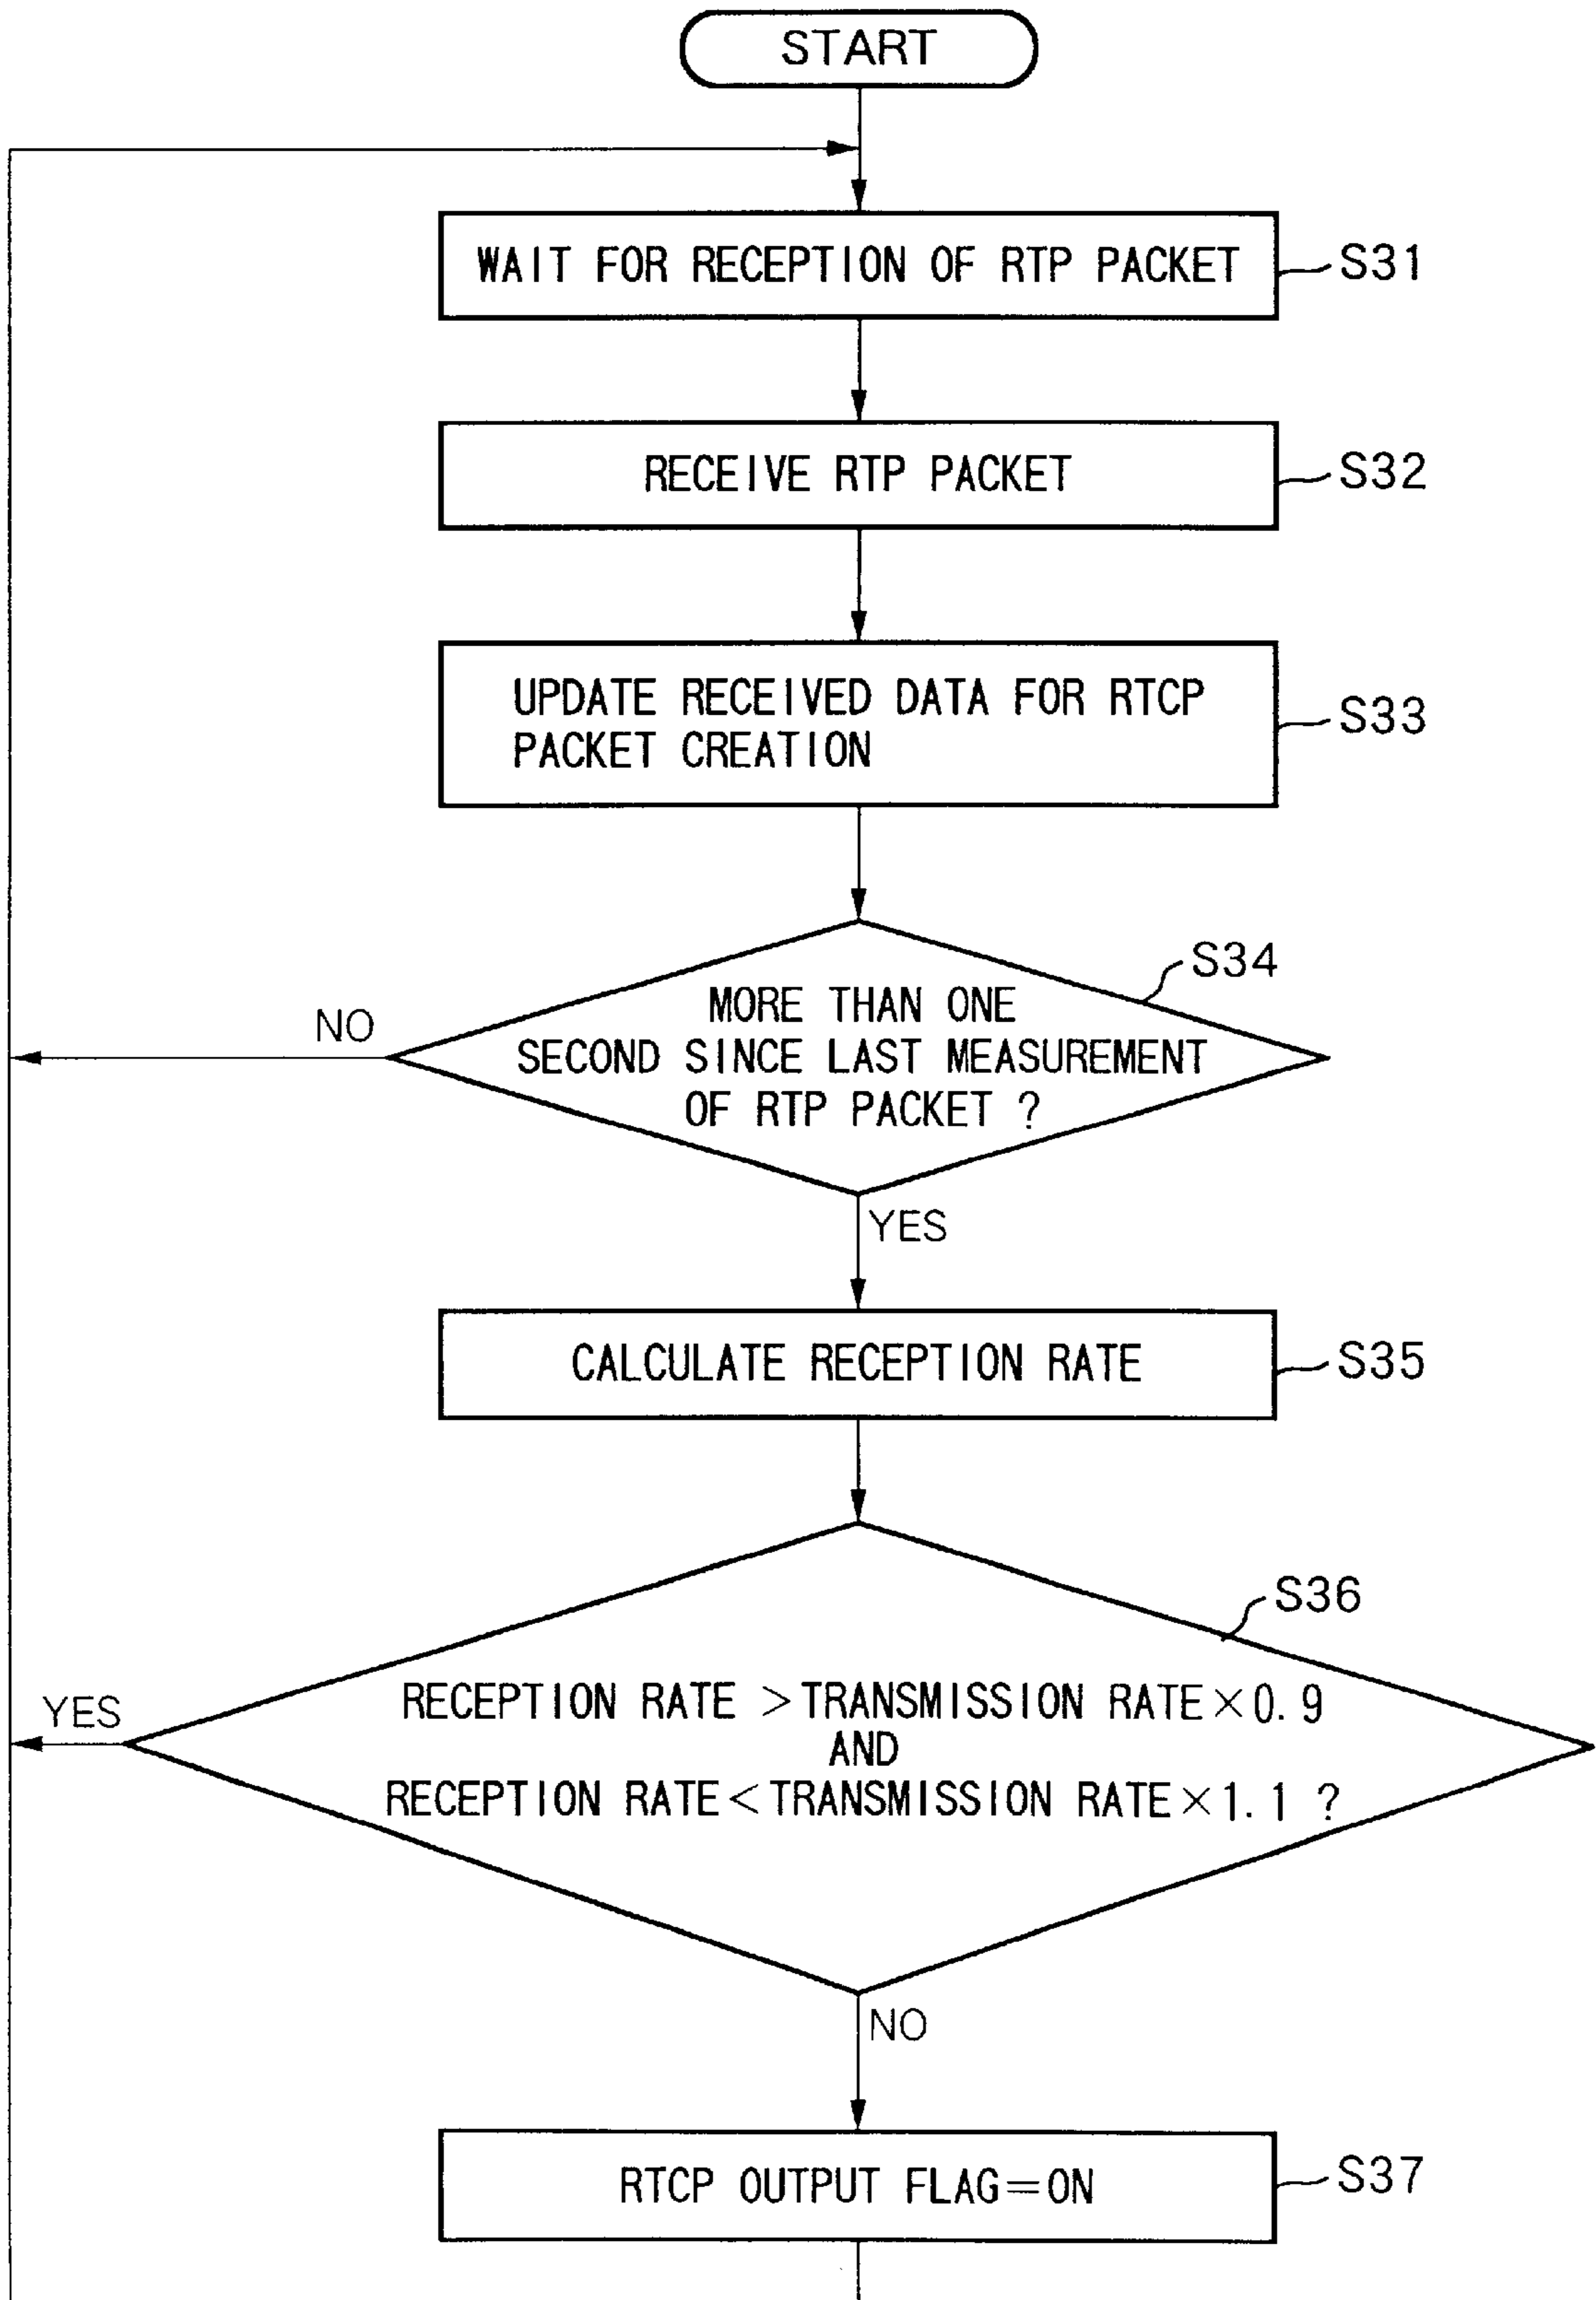 START
WAIT FOR RECEPTION OF RTP PACKET
S31
RECEIVE RTP PACKET
S32
UPDATE RECEIVED DATA FOR RTCP
PACKET CREATION
S33
S34
MORE THAN ONE
SECOND SINCE LAST MEASUREMENT
OF RTP PACKET ?
NO
YES
CALCULATE RECEPTION RATE
S35
S36
RECEPTION RATE >TRANSMISSION RATE×0.9
AND
RECEPTION RATE<TRANSMISSION RATE×1.1 ?
YES
NO
RTCP OUTPUT FLAG=ON
S37